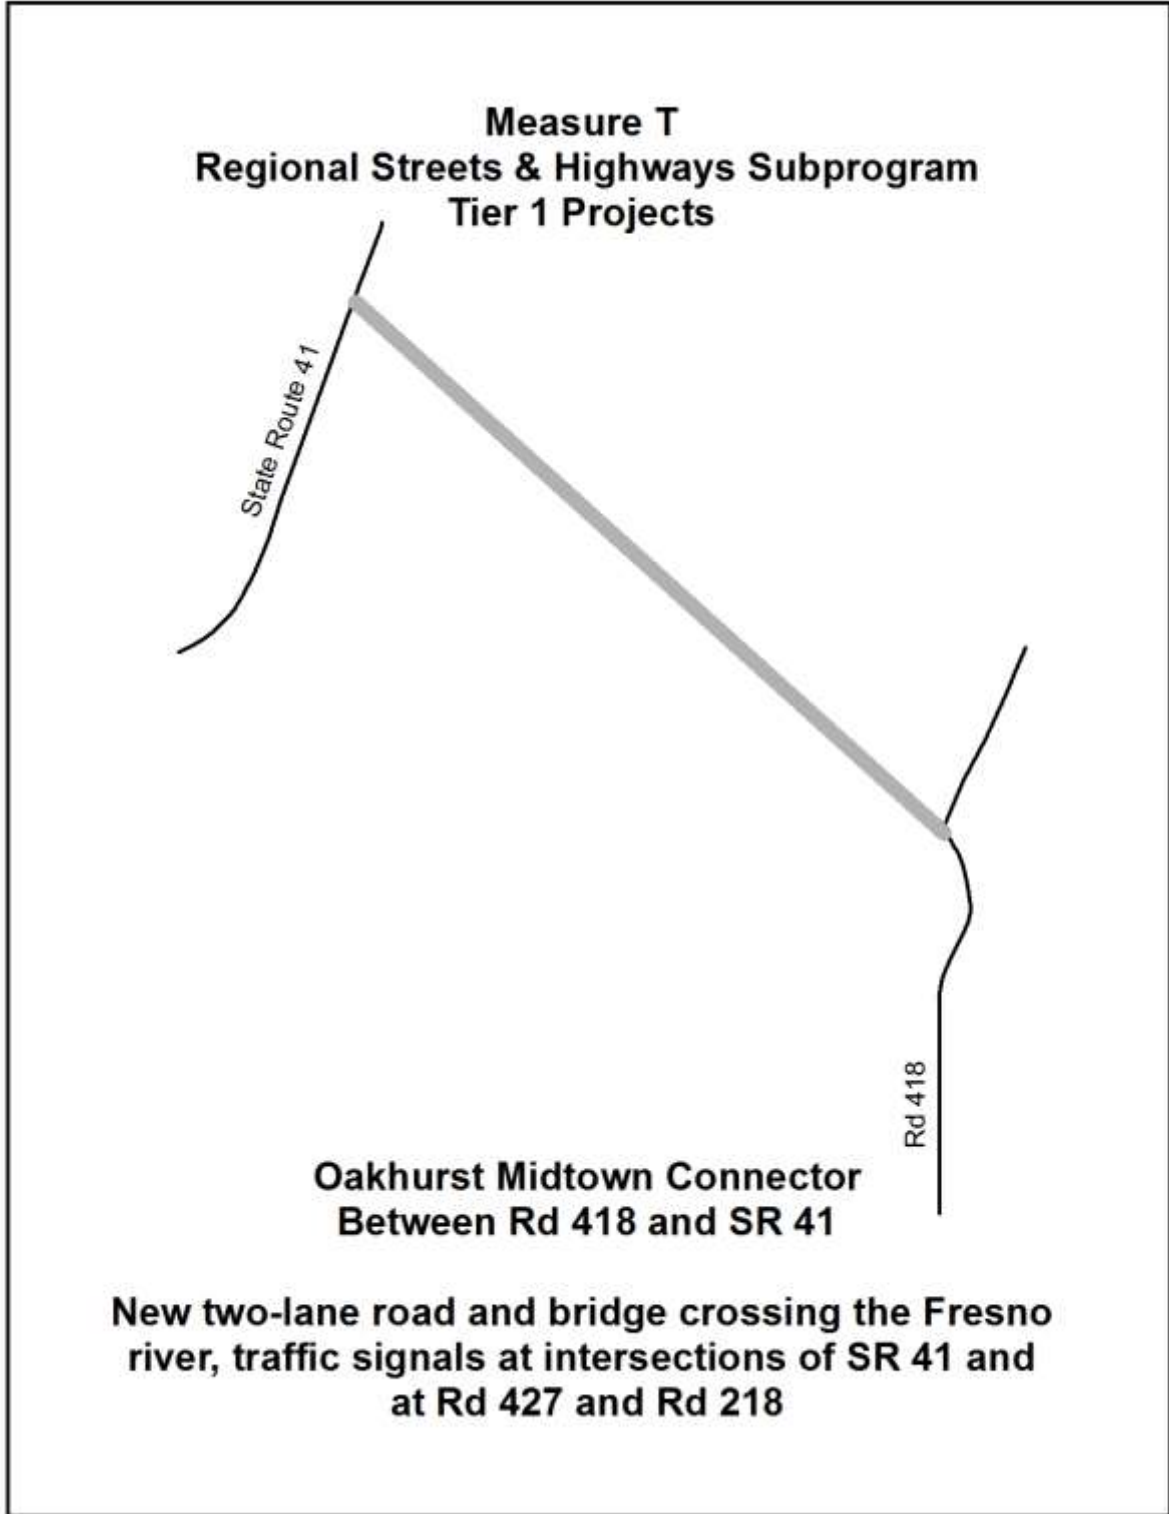 Measure T
Regional Streets & Highways Subprogram
Tier 1 Projects
State Route 41
Rd 418
Oakhurst Midtown Connector
Between Rd 418 and SR 41
New two-lane road and bridge crossing the Fresno
river, traffic signals at intersections of SR 41 and
at Rd 427 and Rd 218